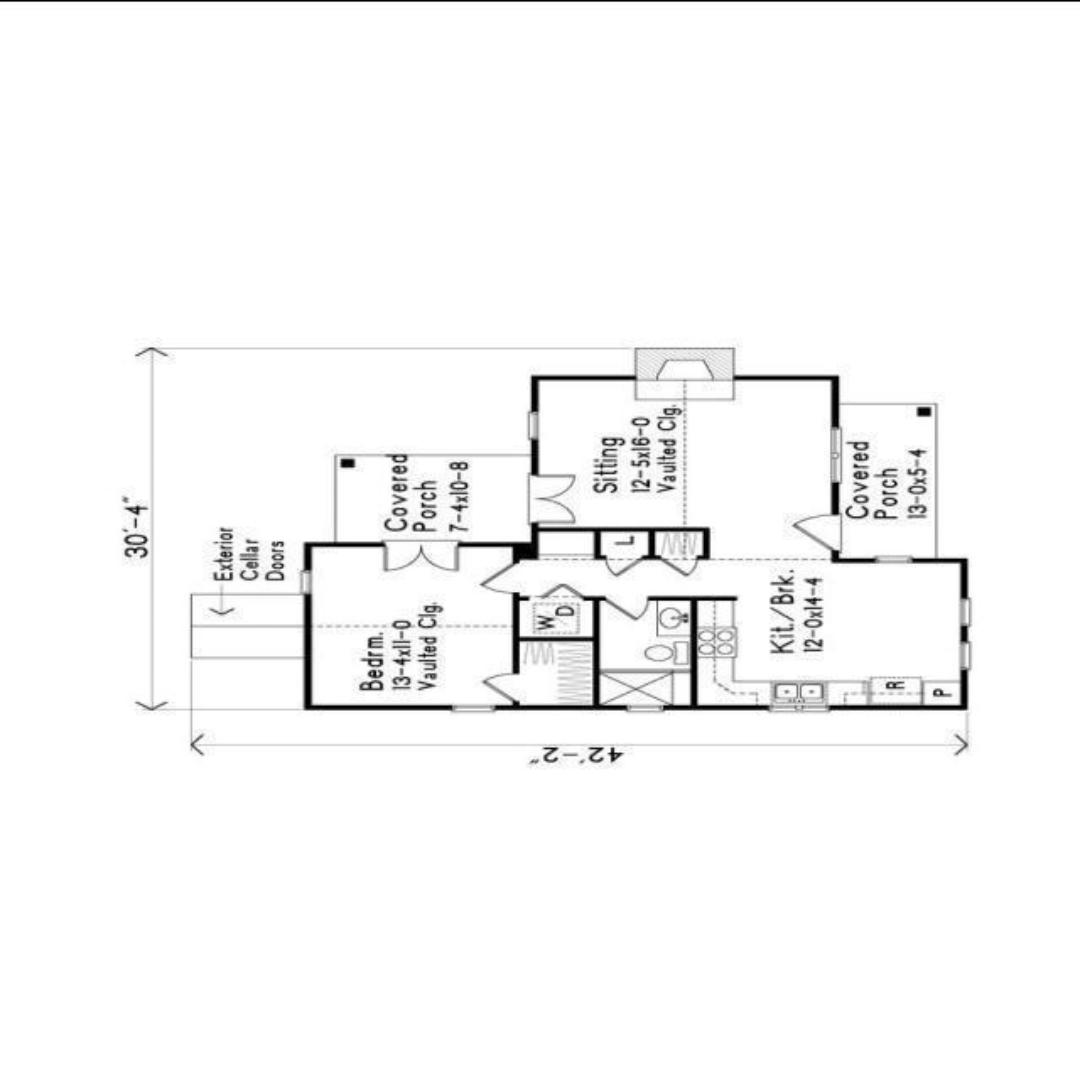 30'-4"
Exterior
Cellar
Doors
Covered
Porch
7-4x10-8
Sitting
12-5x16-0
Vaulted Clg.
Covered
Porch
13-0x5-4
L
Bedrm.
13-4x11-0
Vaulted Clg.
W
D
Kit./Brk.
12-0x14-4
R
P
42'-2"